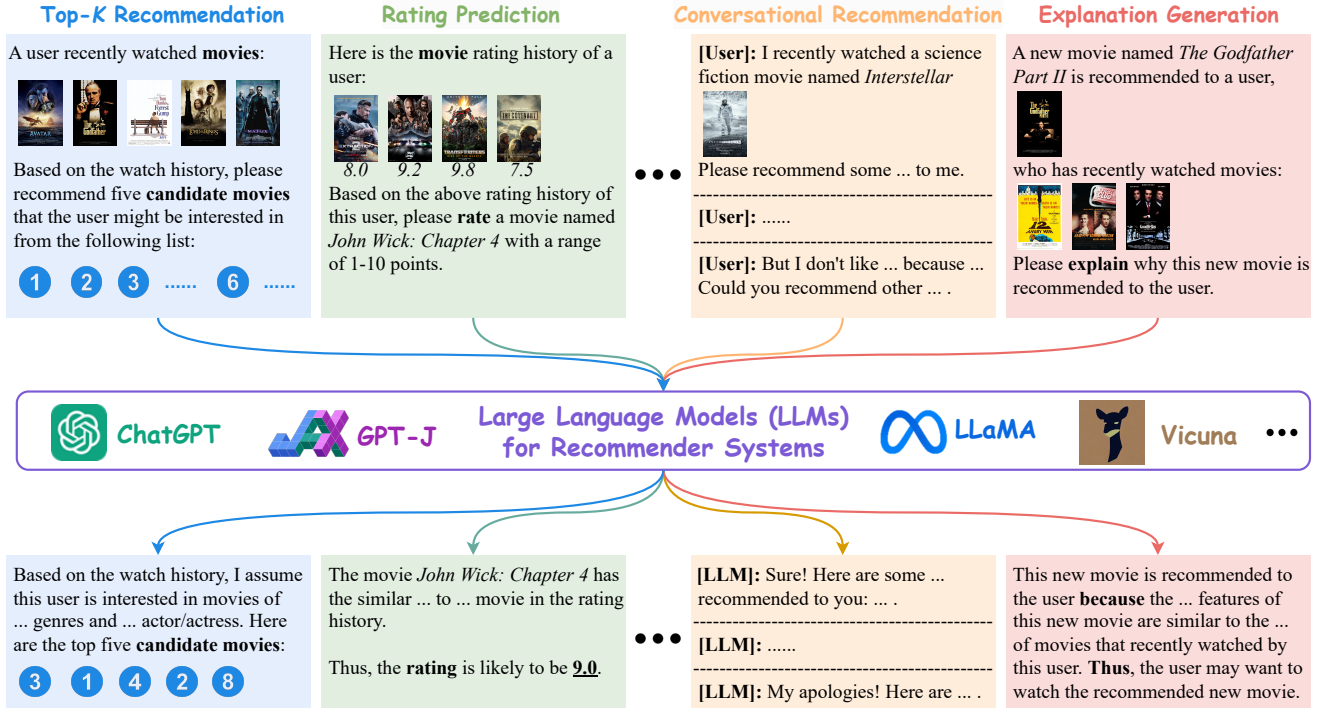 Top-K Recommendation
A user recently watched movies:
AVATAR
Based on the watch history, please
recommend five candidate movies
that the user might be interested in
from the following list:
1 2 3 ...... 6 ......
Rating Prediction
Here is the movie rating history of a
user:
8.0 9.2 9.8 7.5
Based on the above rating history of
this user, please rate a movie named
John Wick: Chapter 4 with a range
of 1-10 points.
•••
Conversational Recommendation
[User]: I recently watched a science
fiction movie named Interstellar
Please recommend some ... to me.
[User]: ......
[User]: But I don't like ... because ...
Could you recommend other ... .
Explanation Generation
A new movie named The Godfather
Part II is recommended to a user,
who has recently watched movies:
Please explain why this new movie is
recommended to the user.
ChatGPT
GPT-J
Large Language Models (LLMs)
for Recommender Systems
LLaMA
Vicuna
•••
Based on the watch history, I assume
this user is interested in movies of
... genres and ... actor/actress. Here
are the top five candidate movies:
3 1 4 2 8
The movie John Wick: Chapter 4 has
the similar ... to ... movie in the rating
history.
Thus, the rating is likely to be 9.0.
•••
[LLM]: Sure! Here are some ...
recommended to you: ... .
[LLM]: ......
[LLM]: My apologies! Here are ... .
This new movie is recommended to
the user because the ... features of
this new movie are similar to the ...
of movies that recently watched by
this user. Thus, the user may want to
watch the recommended new movie.